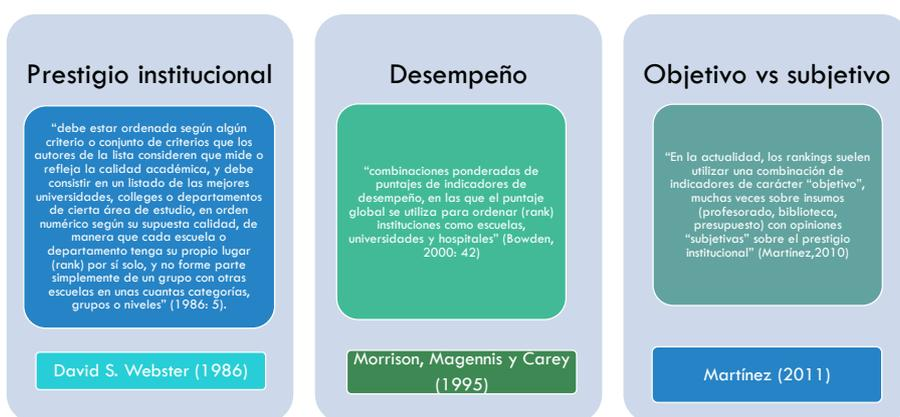 Prestigio institucional
“debe estar ordenada según algún
criterio o conjunto de criterios que los
autores de la lista consideren que mide o
refleja la calidad académica, y debe
consistir en un listado de las mejores
universidades, colleges o departamentos
de cierta área de estudio, en orden
numérico según su supuesta calidad, de
manera que cada escuela o
departamento tenga su propio lugar
(rank) por sí solo, y no forme parte
simplemente de un grupo con otras
escuelas en unas cuantas categorías,
grupos o niveles” (1986: 5).
David S. Webster (1986)
Desempeño
“combinaciones ponderadas de
puntajes de indicadores de
desempeño, en las que el puntaje
global se utiliza para ordenar (rank)
instituciones como escuelas,
universidades y hospitales” (Bowden,
2000: 42)
Morrison, Magennis y Carey
(1995)
Objetivo vs subjetivo
“En la actualidad, los rankings suelen
utilizar una combinación de
indicadores de carácter “objetivo”,
muchas veces sobre insumos
(profesorado, biblioteca,
presupuesto) con opiniones
“subjetivas” sobre el prestigio
institucional” (Martínez,2010)
Martínez (2011)